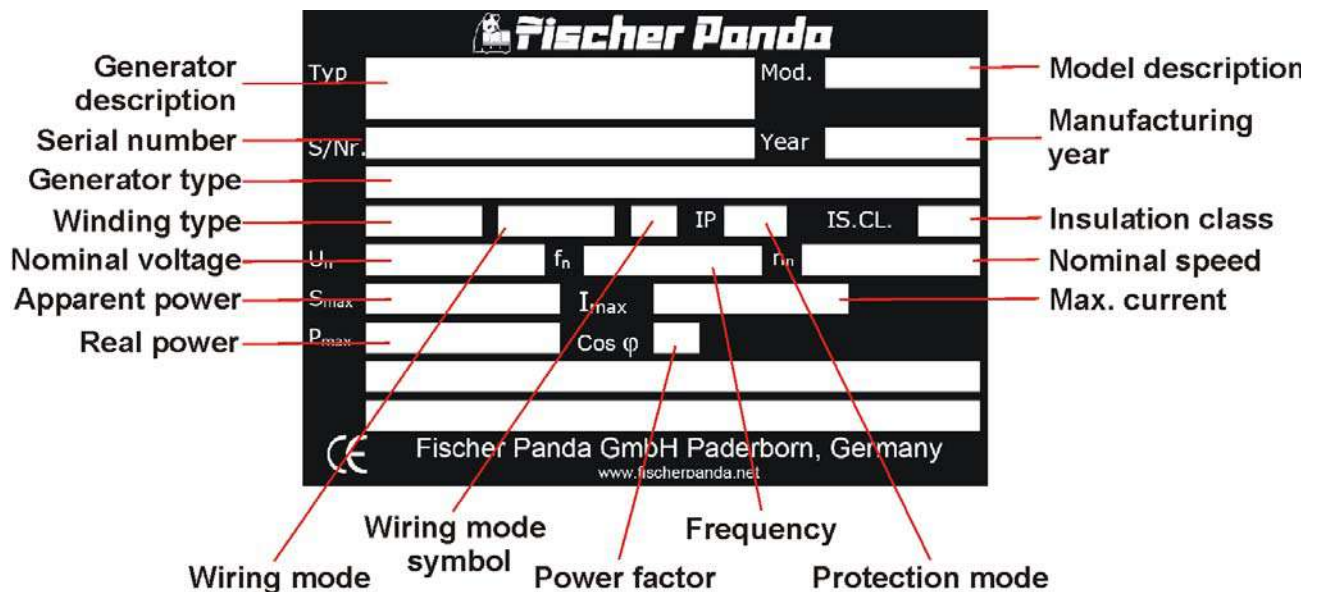 Fischer Panda
Generator description
Typ
Mod.
Model description
Serial number
S/Nr.
Year
Manufacturing year
Generator type
Winding type
IP
IS.CL.
Insulation class
Nominal voltage
Un
fn
nn
Nominal speed
Apparent power
Smax
Imax
Max. current
Real power
Pmax
Cos φ
CE
Fischer Panda GmbH Paderborn, Germany
www.fischerpanda.net
Wiring mode symbol
Frequency
Wiring mode
Power factor
Protection mode